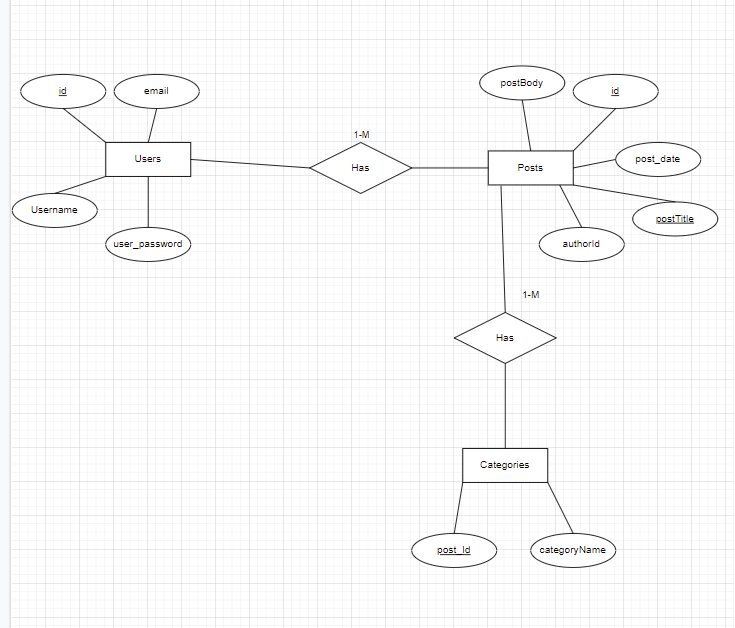 postBody
id
email
id
1-M
Users
post_date
Has
Posts
Username
postTitle
user_password
authorId
1-M
Has
Categories
post_Id
categoryName